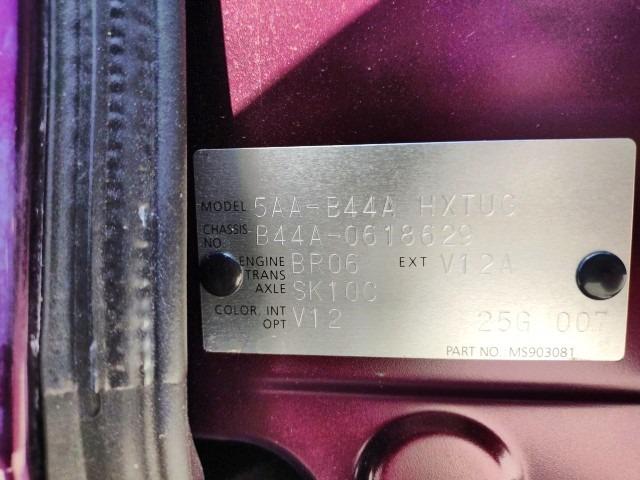 MODEL 5AA-B44A HXTUG
CHASSIS NO. B44A-0618629
ENGINE BR06 EXT V12A
TRANS AXLE SK10C
COLOR, INT OPT V12 25G 007
PART NO. MS903081